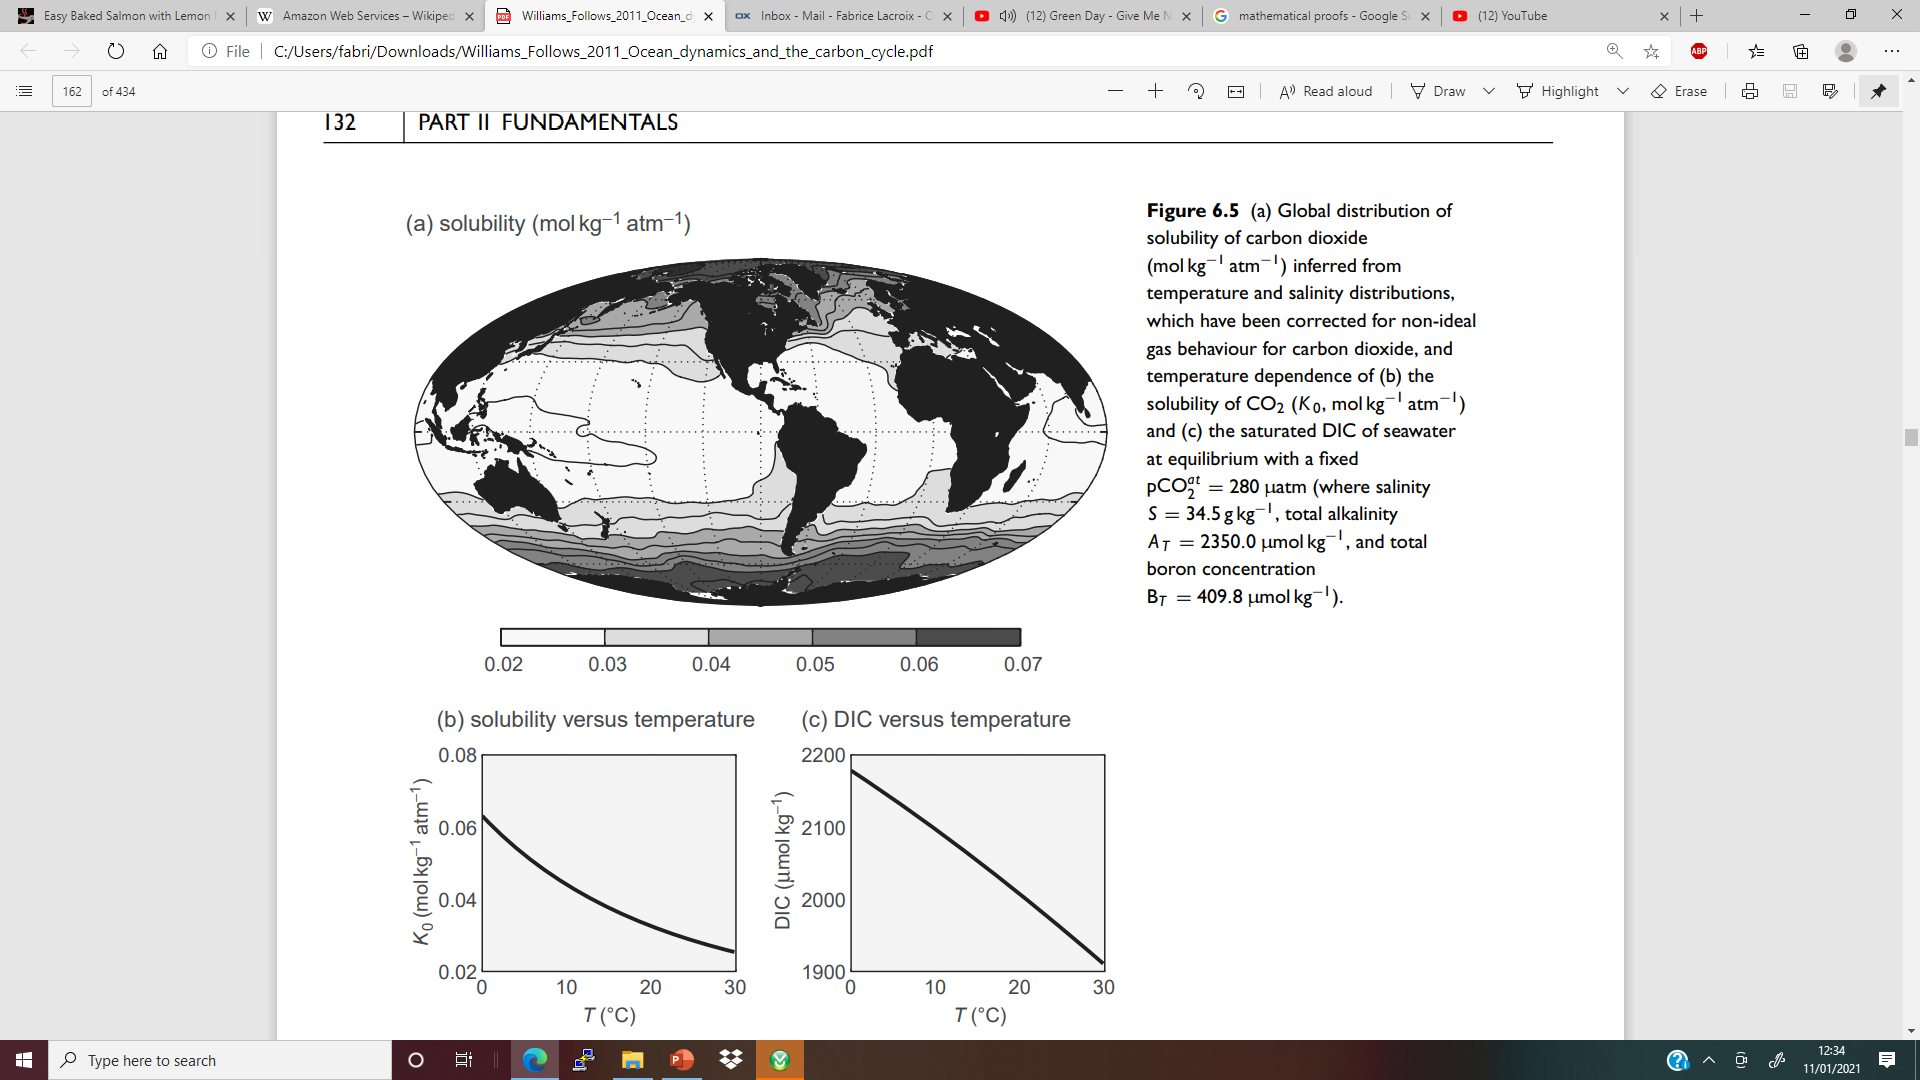 Easy Baked Salmon with Lemon
Amazon Web Services – Wikiped
Williams_Follows_2011_Ocean_d
Inbox - Mail - Fabrice Lacroix - O
(12) Green Day - Give Me N
mathematical proofs - Google S
(12) YouTube
File
C:/Users/fabri/Downloads/Williams_Follows_2011_Ocean_dynamics_and_the_carbon_cycle.pdf
ABP
162 of 434
Read aloud
Draw
Highlight
Erase
132 PART II FUNDAMENTALS
(a) solubility (mol kg⁻¹ atm⁻¹)
0.02 0.03 0.04 0.05 0.06 0.07
Figure 6.5 (a) Global distribution of
solubility of carbon dioxide
(mol kg⁻¹ atm⁻¹) inferred from
temperature and salinity distributions,
which have been corrected for non-ideal
gas behaviour for carbon dioxide, and
temperature dependence of (b) the
solubility of CO₂ (K₀, mol kg⁻¹ atm⁻¹)
and (c) the saturated DIC of seawater
at equilibrium with a fixed
pCO₂ᵃᵗ = 280 µatm (where salinity
S = 34.5 g kg⁻¹, total alkalinity
A_T = 2350.0 µmol kg⁻¹, and total
boron concentration
B_T = 409.8 µmol kg⁻¹).
(b) solubility versus temperature
K₀ (mol kg⁻¹ atm⁻¹)
0.08
0.06
0.04
0.02
0 10 20 30
T (°C)
(c) DIC versus temperature
DIC (µmol kg⁻¹)
2200
2100
2000
1900
0 10 20 30
T (°C)
Type here to search
12:34
11/01/2021